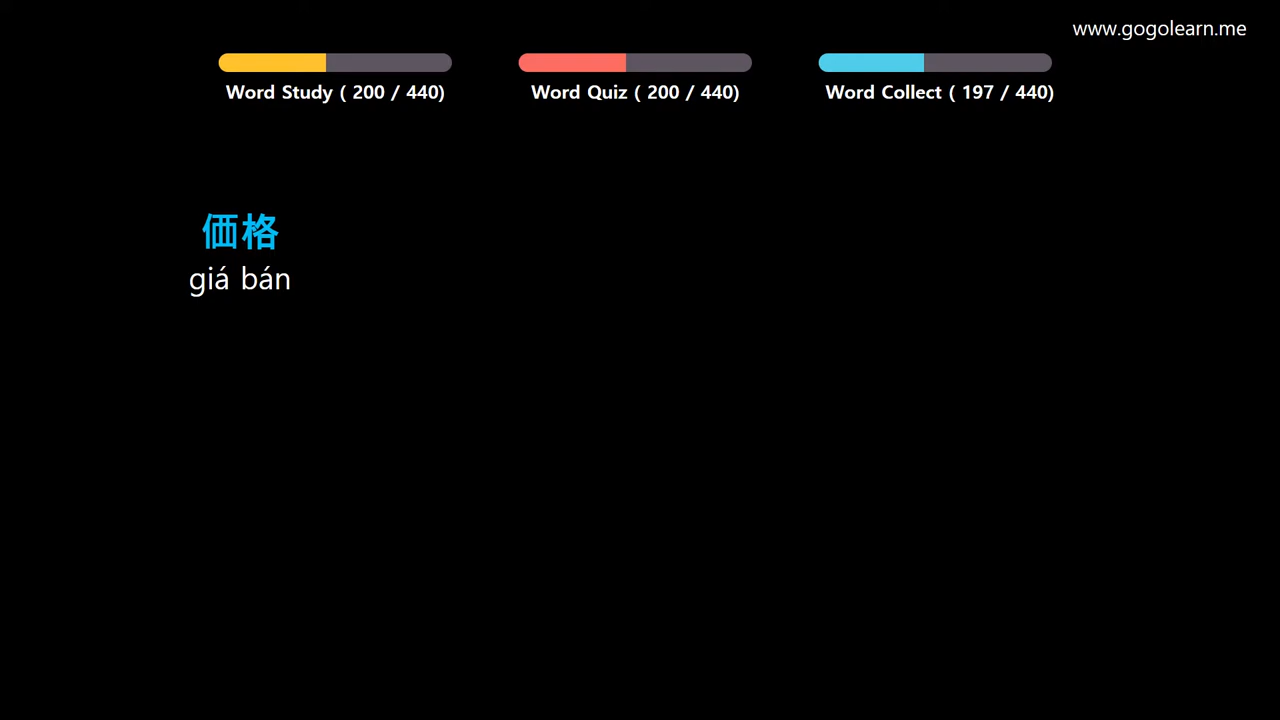 www.gogolearn.me
Word Study ( 200 / 440)
Word Quiz ( 200 / 440)
Word Collect ( 197 / 440)
価格
giá bán